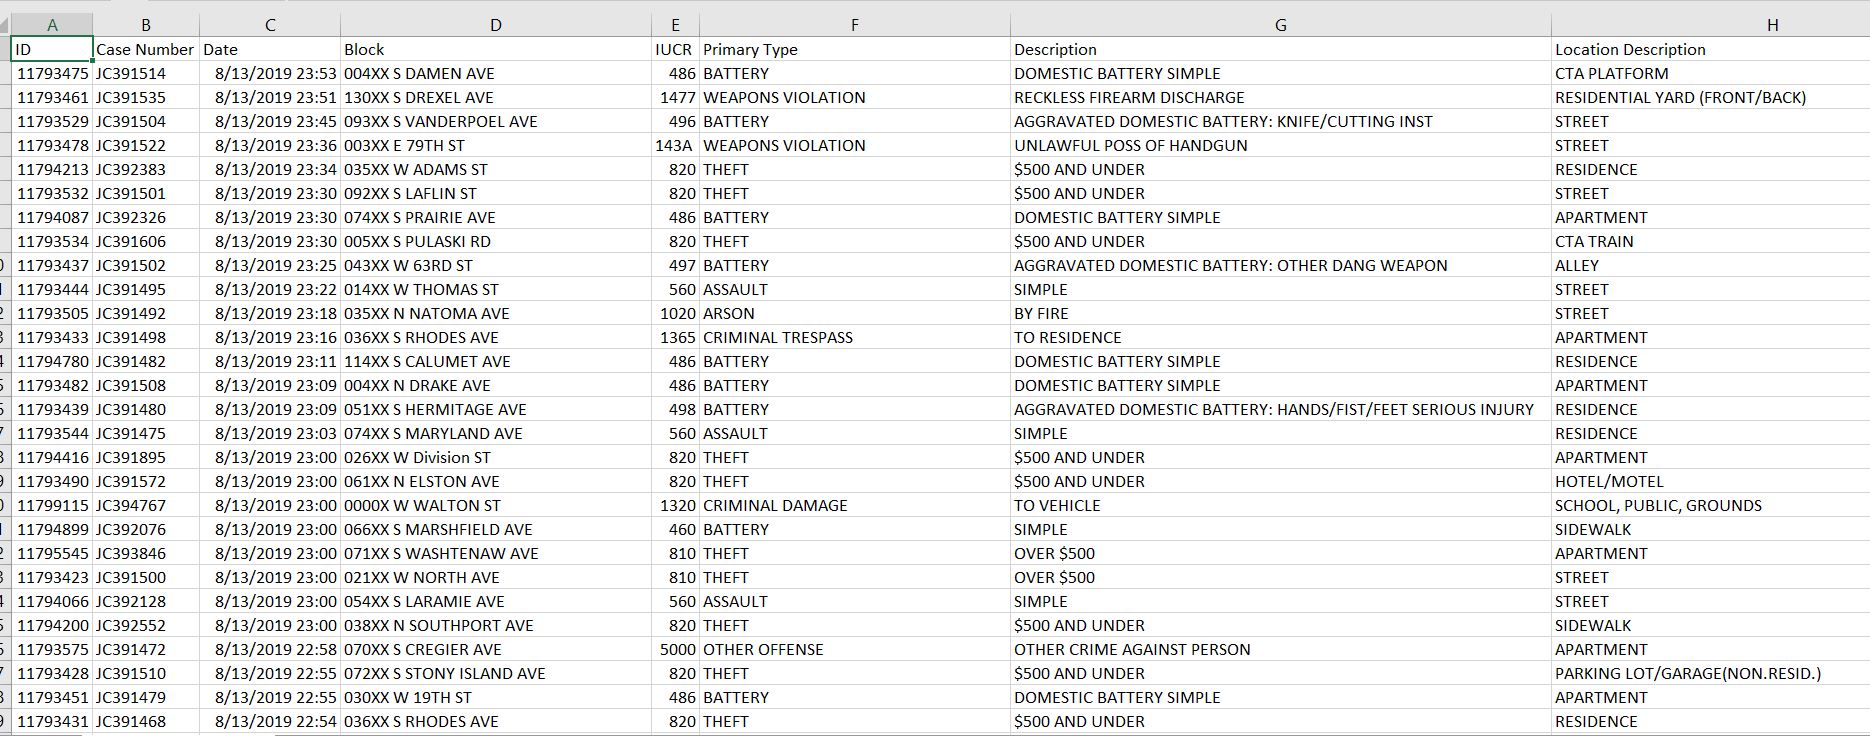 A B C D E F G H
ID Case Number Date Block IUCR Primary Type Description Location Description
11793475 JC391514 8/13/2019 23:53 004XX S DAMEN AVE 486 BATTERY DOMESTIC BATTERY SIMPLE CTA PLATFORM
11793461 JC391535 8/13/2019 23:51 130XX S DREXEL AVE 1477 WEAPONS VIOLATION RECKLESS FIREARM DISCHARGE RESIDENTIAL YARD (FRONT/BACK)
11793529 JC391504 8/13/2019 23:45 093XX S VANDERPOEL AVE 496 BATTERY AGGRAVATED DOMESTIC BATTERY: KNIFE/CUTTING INST STREET
11793478 JC391522 8/13/2019 23:36 003XX E 79TH ST 143A WEAPONS VIOLATION UNLAWFUL POSS OF HANDGUN STREET
11794213 JC392383 8/13/2019 23:34 035XX W ADAMS ST 820 THEFT $500 AND UNDER RESIDENCE
11793532 JC391501 8/13/2019 23:30 092XX S LAFLIN ST 820 THEFT $500 AND UNDER STREET
11794087 JC392326 8/13/2019 23:30 074XX S PRAIRIE AVE 486 BATTERY DOMESTIC BATTERY SIMPLE APARTMENT
11793534 JC391606 8/13/2019 23:30 005XX S PULASKI RD 820 THEFT $500 AND UNDER CTA TRAIN
11793437 JC391502 8/13/2019 23:25 043XX W 63RD ST 497 BATTERY AGGRAVATED DOMESTIC BATTERY: OTHER DANG WEAPON ALLEY
11793444 JC391495 8/13/2019 23:22 014XX W THOMAS ST 560 ASSAULT SIMPLE STREET
11793505 JC391492 8/13/2019 23:18 035XX N NATOMA AVE 1020 ARSON BY FIRE STREET
11793433 JC391498 8/13/2019 23:16 036XX S RHODES AVE 1365 CRIMINAL TRESPASS TO RESIDENCE APARTMENT
11794780 JC391482 8/13/2019 23:11 114XX S CALUMET AVE 486 BATTERY DOMESTIC BATTERY SIMPLE RESIDENCE
11793482 JC391508 8/13/2019 23:09 004XX N DRAKE AVE 486 BATTERY DOMESTIC BATTERY SIMPLE APARTMENT
11793439 JC391480 8/13/2019 23:09 051XX S HERMITAGE AVE 498 BATTERY AGGRAVATED DOMESTIC BATTERY: HANDS/FIST/FEET SERIOUS INJURY RESIDENCE
11793544 JC391475 8/13/2019 23:03 074XX S MARYLAND AVE 560 ASSAULT SIMPLE RESIDENCE
11794416 JC391895 8/13/2019 23:00 026XX W Division ST 820 THEFT $500 AND UNDER APARTMENT
11793490 JC391572 8/13/2019 23:00 061XX N ELSTON AVE 820 THEFT $500 AND UNDER HOTEL/MOTEL
11799115 JC394767 8/13/2019 23:00 0000X W WALTON ST 1320 CRIMINAL DAMAGE TO VEHICLE SCHOOL, PUBLIC, GROUNDS
11794899 JC392076 8/13/2019 23:00 066XX S MARSHFIELD AVE 460 BATTERY SIMPLE SIDEWALK
11795545 JC393846 8/13/2019 23:00 071XX S WASHTENAW AVE 810 THEFT OVER $500 APARTMENT
11793423 JC391500 8/13/2019 23:00 021XX W NORTH AVE 810 THEFT OVER $500 STREET
11794066 JC392128 8/13/2019 23:00 054XX S LARAMIE AVE 560 ASSAULT SIMPLE STREET
11794200 JC392552 8/13/2019 23:00 038XX N SOUTHPORT AVE 820 THEFT $500 AND UNDER SIDEWALK
11793575 JC391472 8/13/2019 22:58 070XX S CREGIER AVE 5000 OTHER OFFENSE OTHER CRIME AGAINST PERSON APARTMENT
11793428 JC391510 8/13/2019 22:55 072XX S STONY ISLAND AVE 820 THEFT $500 AND UNDER PARKING LOT/GARAGE(NON.RESID.)
11793451 JC391479 8/13/2019 22:55 030XX W 19TH ST 486 BATTERY DOMESTIC BATTERY SIMPLE APARTMENT
11793431 JC391468 8/13/2019 22:54 036XX S RHODES AVE 820 THEFT $500 AND UNDER RESIDENCE